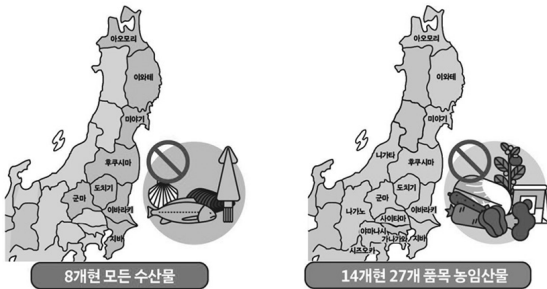 아오모리
이와테
미야기
후쿠시마
도치기
군마
이바라키
지바
8개현 모든 수산물
아오모리
이와테
미야기
니가타
후쿠시마
도치기
군마
나가노
이바라키
사이타마
야마나시
가나가와
지바
시즈오카
14개현 27개 품목 농임산물